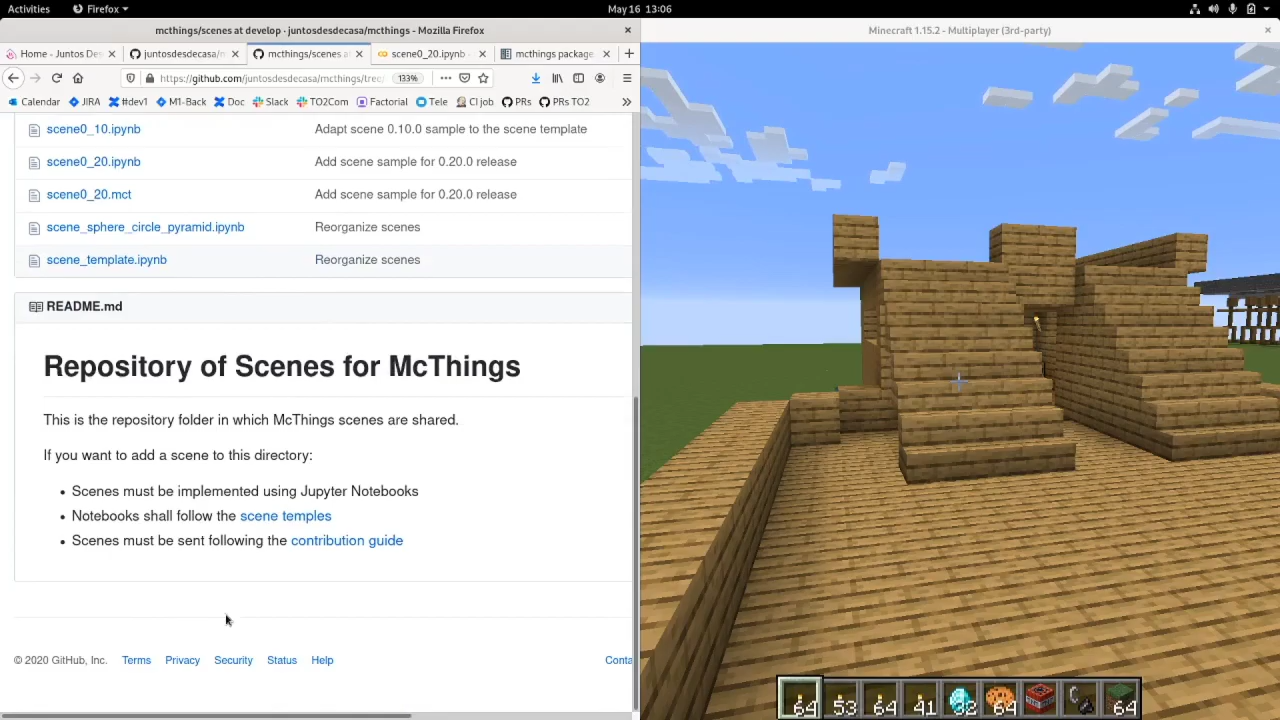 Activities Firefox May 16 13:06
mcthings/scenes at develop · juntosdesdecasa/mcthings - Mozilla Firefox
Minecraft 1.15.2 - Multiplayer (3rd-party)
Home - Juntos Des
juntosdesdecasa/m
mcthings/scenes a
scene0_20.ipynb -
mcthings package
https://github.com/juntosdesdecasa/mcthings/tree/
133%
Calendar JIRA #dev1 M1-Back Doc Slack TO2Com Factorial Tele CI job PRs PRs TO2
scene0_10.ipynb Adapt scene 0.10.0 sample to the scene template
scene0_20.ipynb Add scene sample for 0.20.0 release
scene0_20.mct Add scene sample for 0.20.0 release
scene_sphere_circle_pyramid.ipynb Reorganize scenes
scene_template.ipynb Reorganize scenes
README.md
Repository of Scenes for McThings
This is the repository folder in which McThings scenes are shared.
If you want to add a scene to this directory:
• Scenes must be implemented using Jupyter Notebooks
• Notebooks shall follow the scene temples
• Scenes must be sent following the contribution guide
© 2020 GitHub, Inc. Terms Privacy Security Status Help Conta
64 53 64 41 64 64